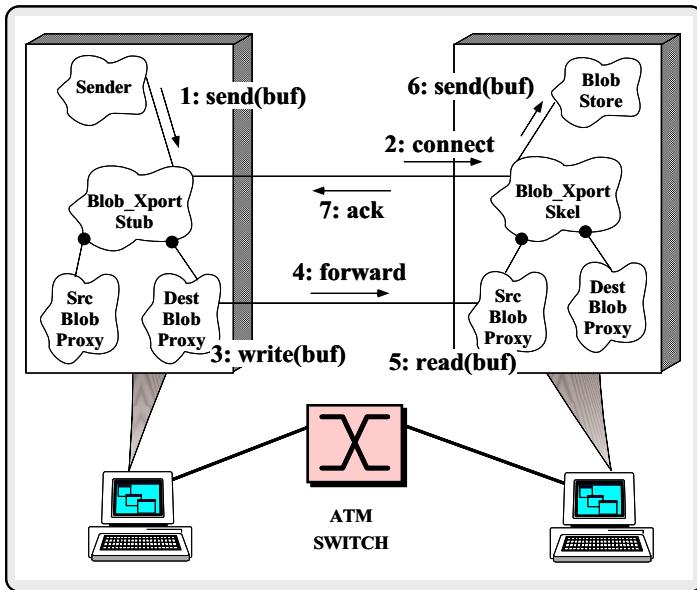 Sender
1: send(buf)
6: send(buf)
Blob
Store
2: connect
Blob_Xport
Stub
7: ack
Blob_Xport
Skel
4: forward
Src
Blob
Proxy
Dest
Blob
Proxy
Src
Blob
Proxy
Dest
Blob
Proxy
3: write(buf)
5: read(buf)
ATM
SWITCH